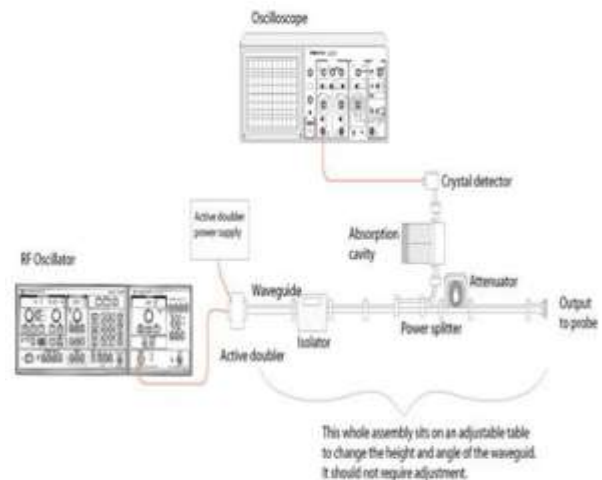 Oscilloscope
Crystal detector
Active doubler
power supply
Absorption
cavity
RF Oscillator
Waveguide
Attenuator
Output
to probe
Isolator
Power splitter
Active doubler
This whole assembly sits on an adjustable table
to change the height and angle of the waveguid.
It should not require adjustment.